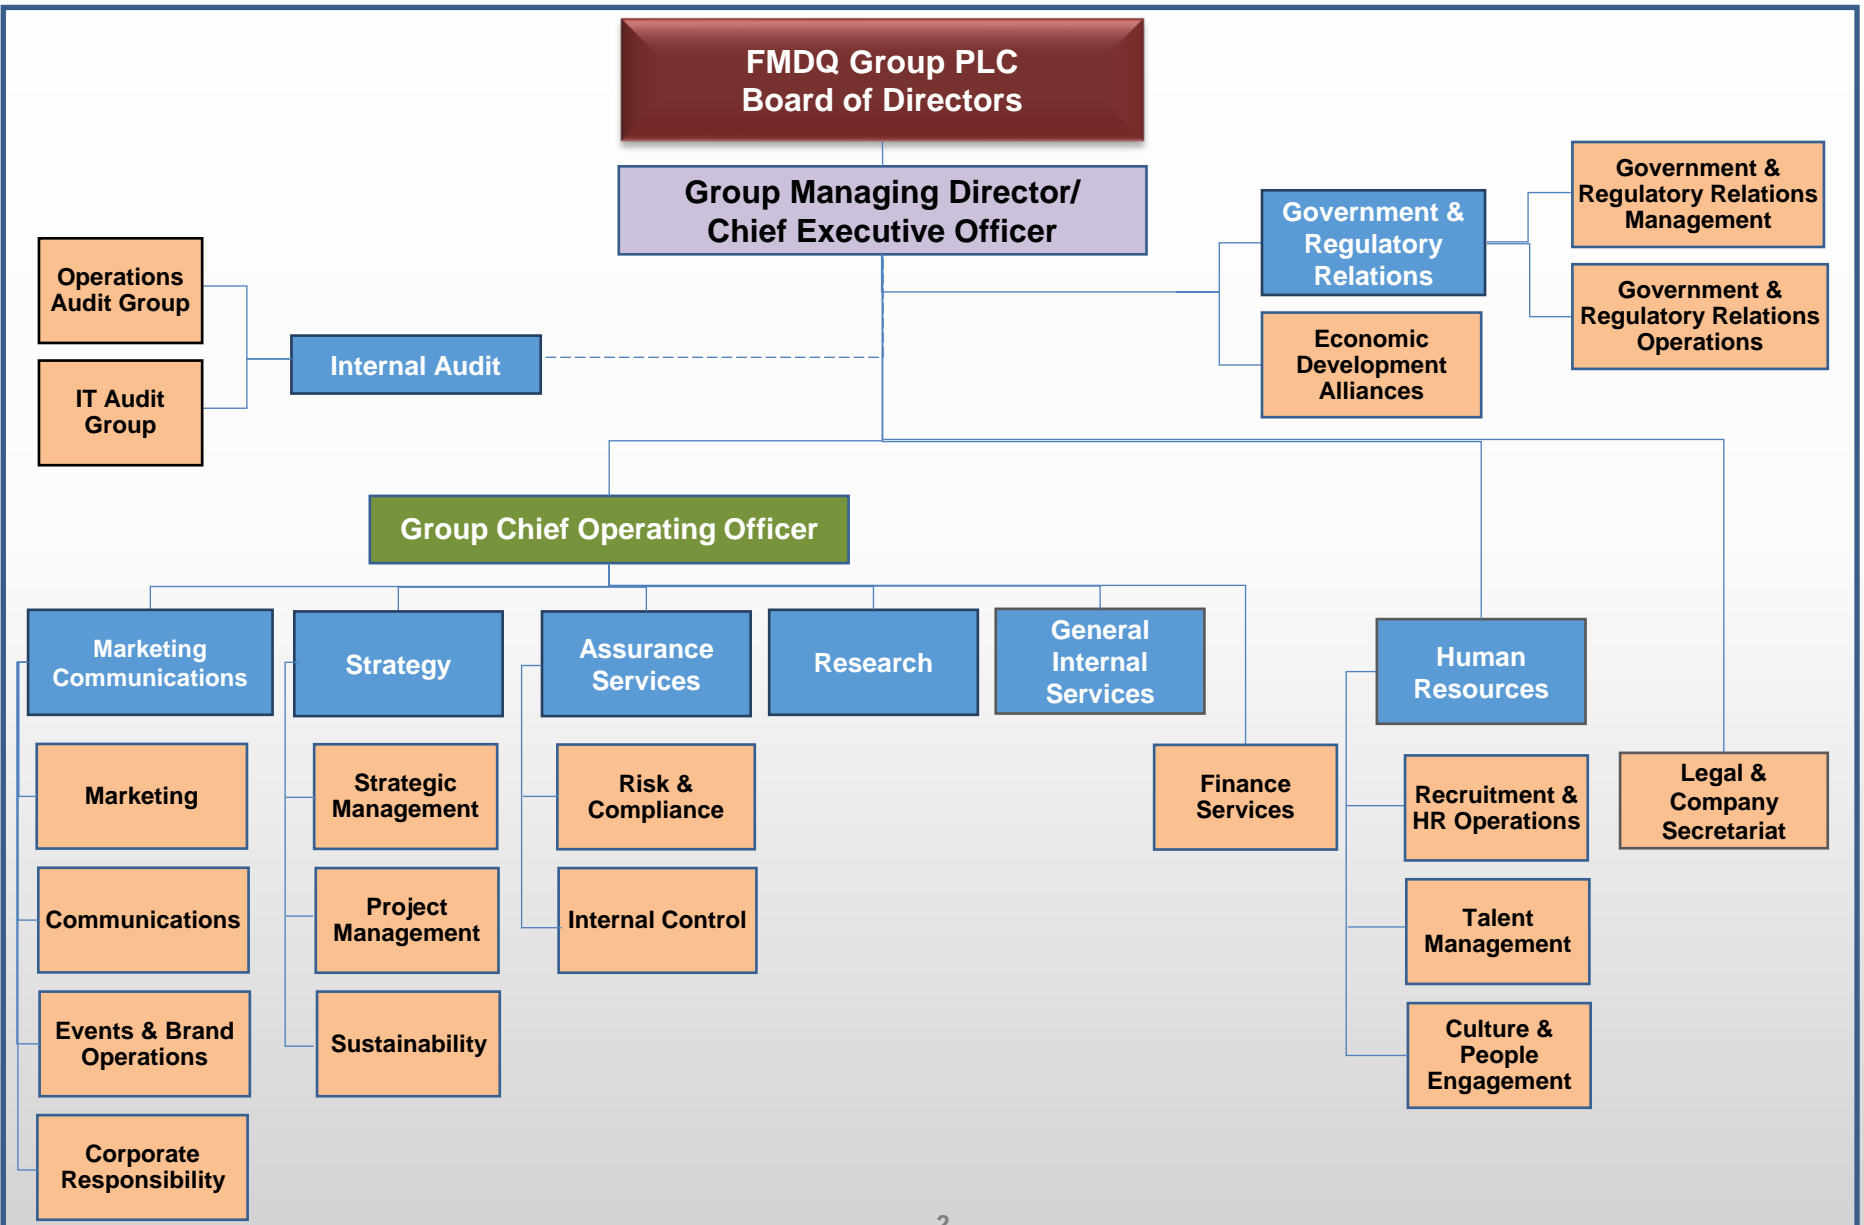 FMDQ Group PLC
Board of Directors
Group Managing Director/
Chief Executive Officer
Government &
Regulatory
Relations
Government &
Regulatory Relations
Management
Government &
Regulatory Relations
Operations
Economic
Development
Alliances
Operations
Audit Group
IT Audit
Group
Internal Audit
Group Chief Operating Officer
Marketing
Communications
Strategy
Assurance
Services
Research
General
Internal
Services
Human
Resources
Marketing
Communications
Events & Brand
Operations
Corporate
Responsibility
Strategic
Management
Project
Management
Sustainability
Risk &
Compliance
Internal Control
Finance
Services
Recruitment &
HR Operations
Talent
Management
Culture &
People
Engagement
Legal &
Company
Secretariat
2